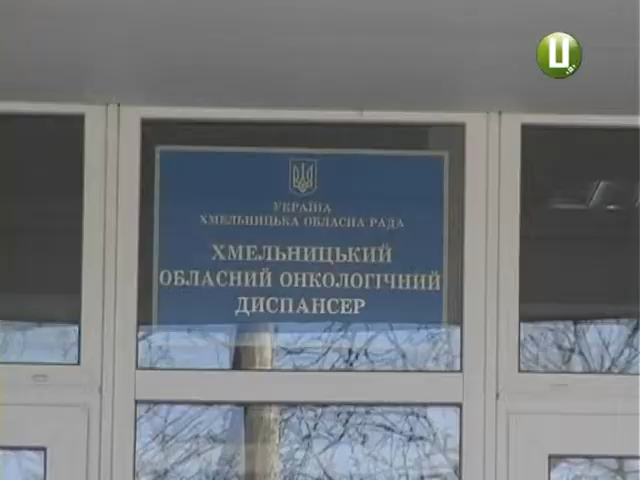 Ц
УКРАЇНА
ХМЕЛЬНИЦЬКА ОБЛАСНА РАДА
ХМЕЛЬНИЦЬКИЙ
ОБЛАСНИЙ ОНКОЛОГІЧНИЙ
ДИСПАНСЕР